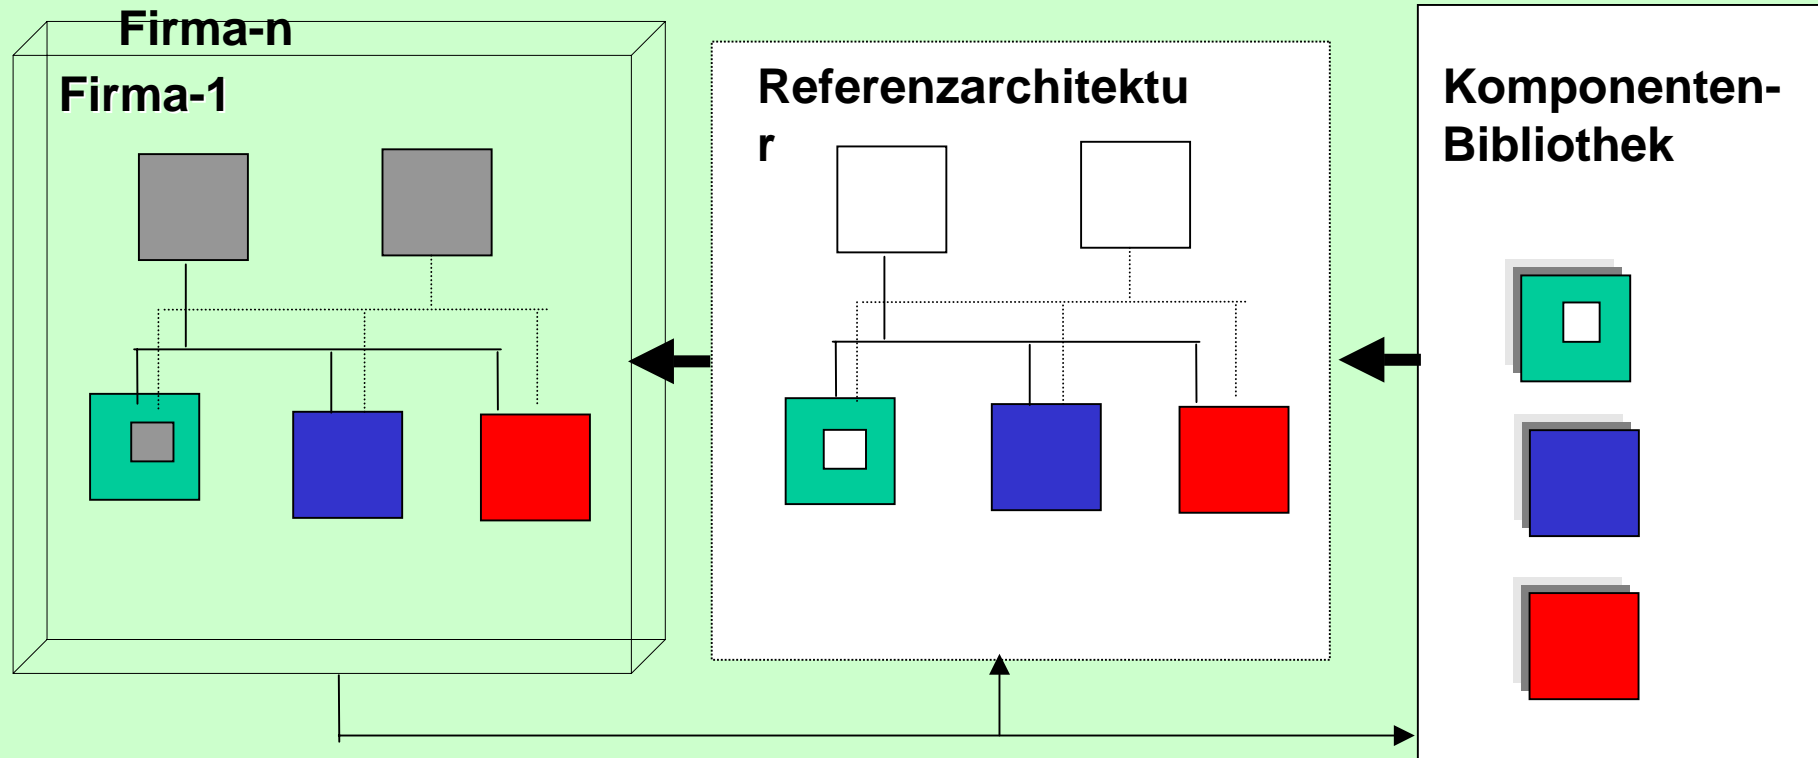 Firma-n
Firma-1
Referenzarchitektu
r
Komponenten-
Bibliothek